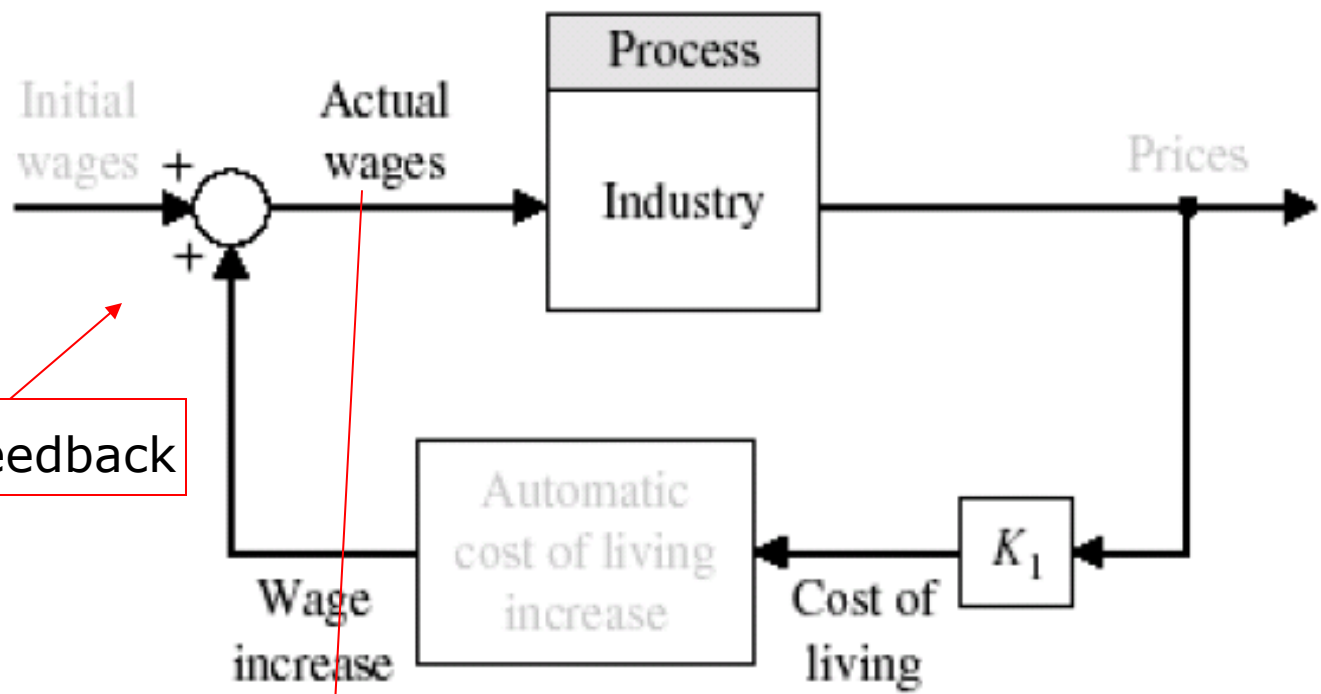 Process
Initial
wages
+
Actual
wages
Industry
Prices
+
eedback
Automatic
cost of living
increase
K1
Wage
increase
Cost of
living